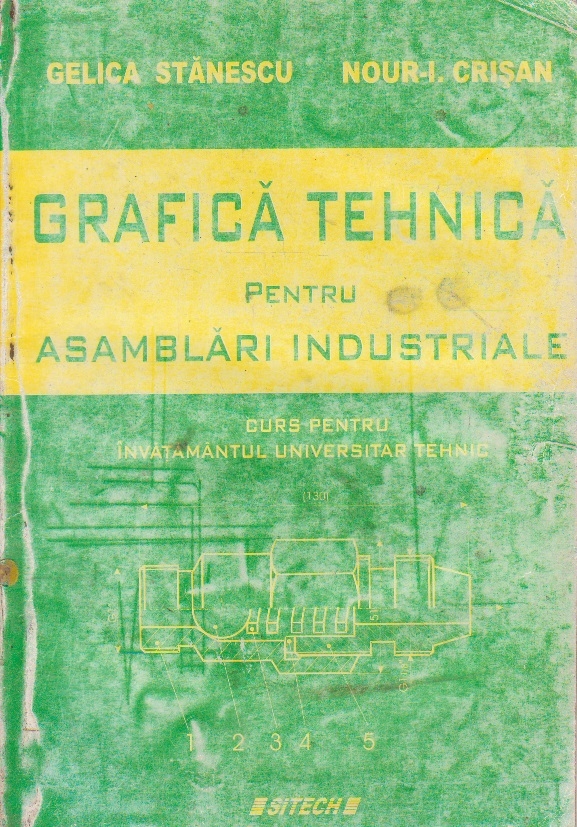 GELICA STĂNESCU NOUR-I. CRIŞAN
GRAFICĂ TEHNICĂ
PENTRU
ASAMBLĂRI INDUSTRIALE
CURS PENTRU
ÎNVĂŢĂMÂNTUL UNIVERSITAR TEHNIC
(130)
1 2 3 4 5
SITECH